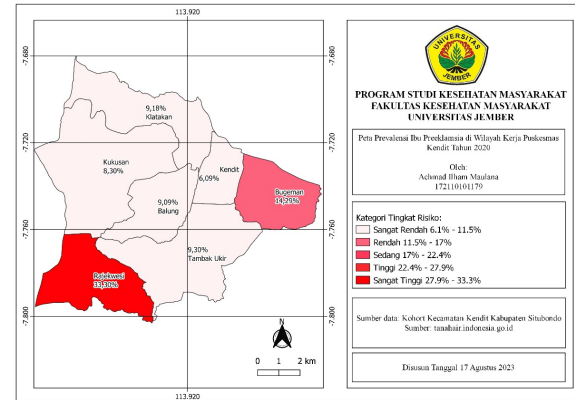 113.920
-7.680
-7.680
9,18%
Klatakan
-7.720
-7.720
Kukusan
8,30%
Kendit
6,09%
Bugeman
14,29%
9,09%
Balung
-7.760
-7.760
9,30%
Tambak Ukir
Rajekwesi
33,30%
-7.800
-7.800
N
0 1 2 km
113.920
UNIVERSITAS
JEMBER
PROGRAM STUDI KESEHATAN MASYARAKAT
FAKULTAS KESEHATAN MASYARAKAT
UNIVERSITAS JEMBER
Peta Prevalensi Ibu Preeklamsia di Wilayah Kerja Puskesmas
Kendit Tahun 2020
Oleh:
Achmad Ilham Maulana
172110101179
Kategori Tingkat Risiko:
Sangat Rendah 6.1% - 11.5%
Rendah 11.5% - 17%
Sedang 17% - 22.4%
Tinggi 22.4% - 27.9%
Sangat Tinggi 27.9% - 33.3%
Sumber data: Kohort Kecamatan Kendit Kabupaten Situbondo
Sumber: tanahair.indonesia.go.id
Disusun Tanggal 17 Agustus 2023